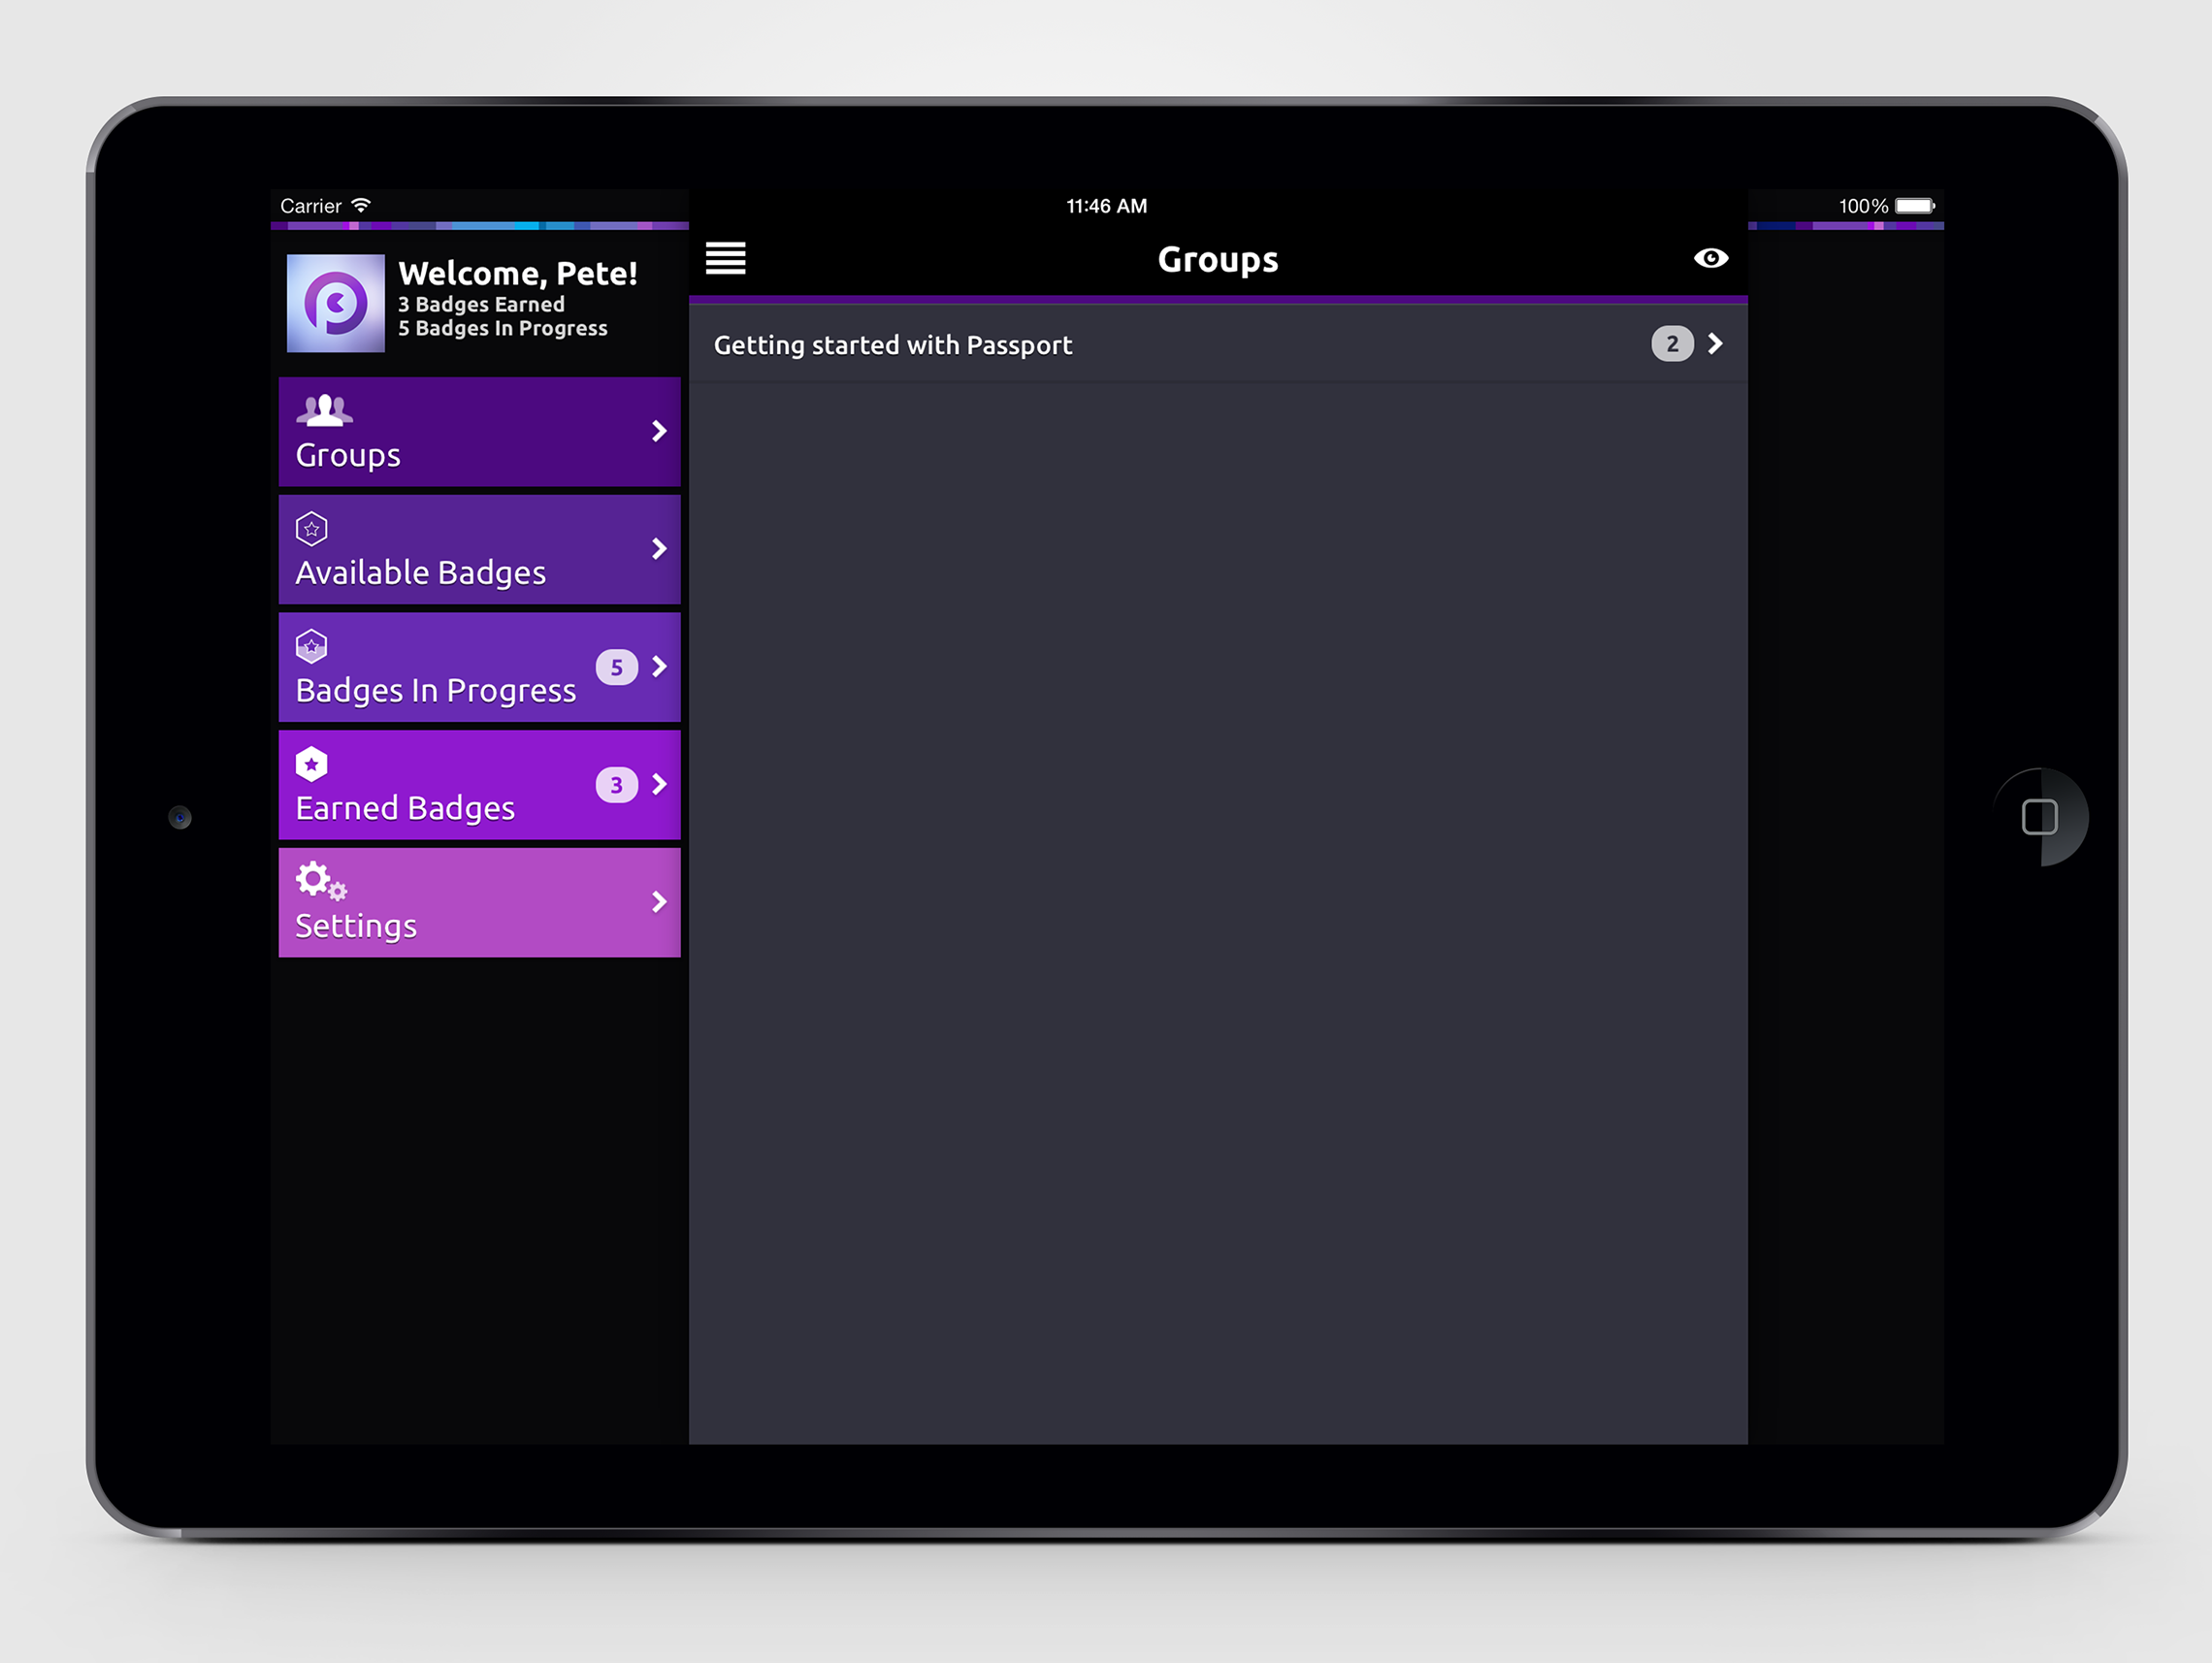 Carrier
11:46 AM
100%
Welcome, Pete!
3 Badges Earned
5 Badges In Progress
Groups
Available Badges
Badges In Progress
5
Earned Badges
3
Settings
Groups
Getting started with Passport
2